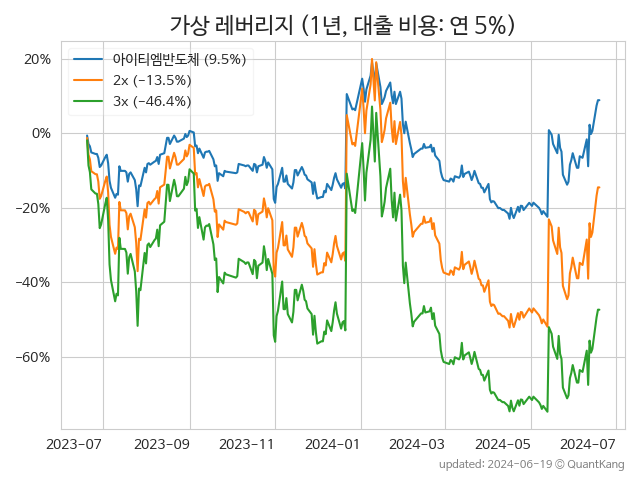 가상 레버리지 (1년, 대출 비용: 연 5%)
아이티엠반도체 (9.5%)
2x (−13.5%)
3x (−46.4%)
20%
0%
−20%
−40%
−60%
2023-07 2023-09 2023-11 2024-01 2024-03 2024-05 2024-07
updated: 2024-06-19 © QuantKang